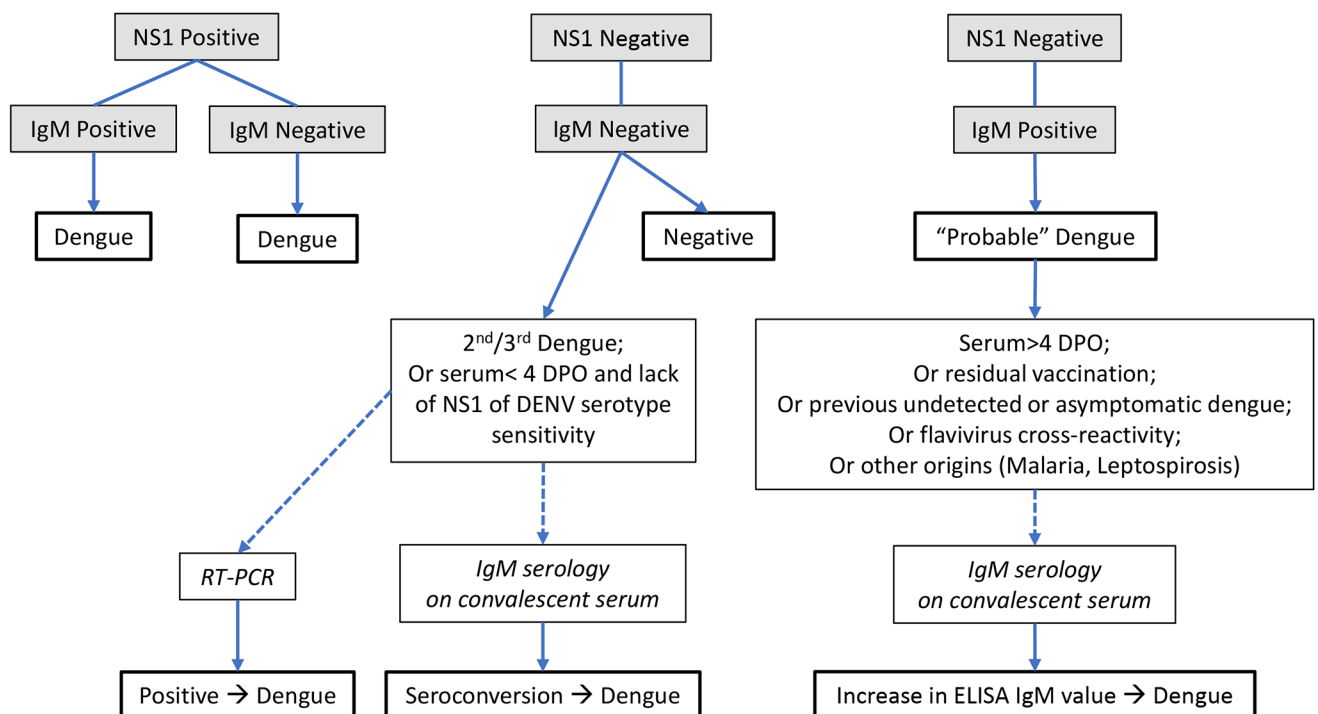 NS1 Positive
NS1 Negative
NS1 Negative
IgM Positive
IgM Negative
IgM Negative
IgM Positive
Dengue
Dengue
Negative
“Probable” Dengue
2nd/3rd Dengue;
Or serum< 4 DPO and lack
of NS1 of DENV serotype
sensitivity
Serum>4 DPO;
Or residual vaccination;
Or previous undetected or asymptomatic dengue;
Or flavivirus cross-reactivity;
Or other origins (Malaria, Leptospirosis)
RT-PCR
IgM serology
on convalescent serum
IgM serology
on convalescent serum
Positive → Dengue
Seroconversion → Dengue
Increase in ELISA IgM value → Dengue